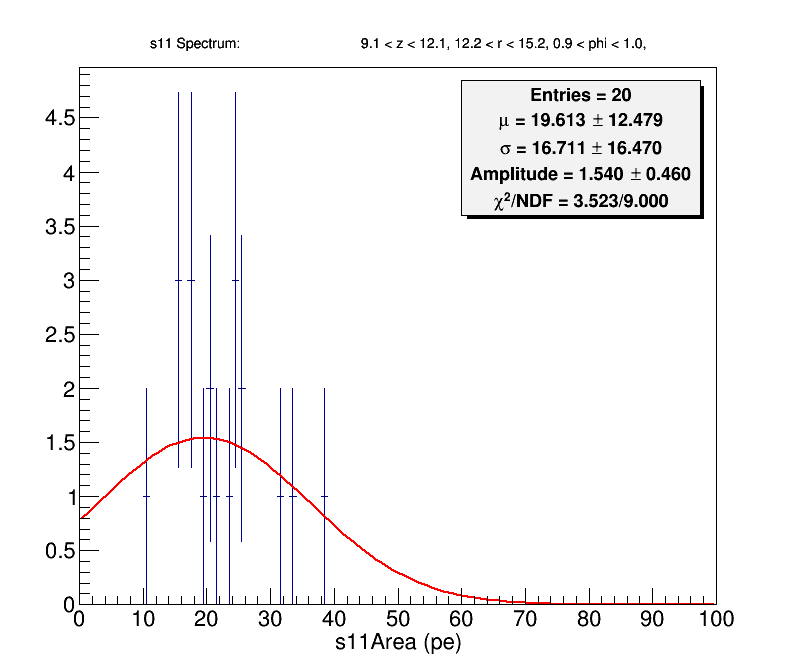 s11 Spectrum: 9.1 < z < 12.1, 12.2 < r < 15.2, 0.9 < phi < 1.0,
Entries = 20
μ = 19.613 ± 12.479
σ = 16.711 ± 16.470
Amplitude = 1.540 ± 0.460
χ²/NDF = 3.523/9.000
4.5
4
3.5
3
2.5
2
1.5
1
0.5
0
0 10 20 30 40 50 60 70 80 90 100
s11Area (pe)